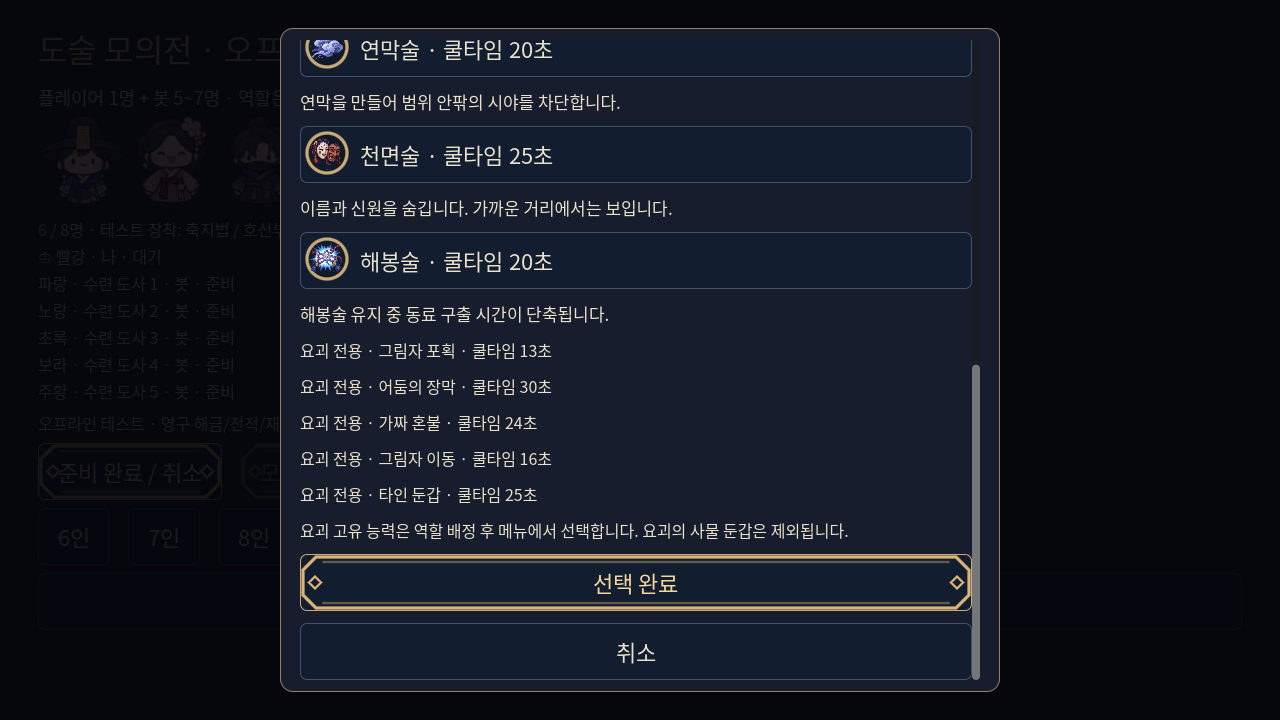 도술 모의전 · 오프
플레이어 1명 + 봇 5~7명 · 역할은
6 / 8명 · 테스트 장착: 축지법 / 호신부
♔ 빨강 · 나 · 대기
파랑 · 수련 도사 1 · 봇 · 준비
노랑 · 수련 도사 2 · 봇 · 준비
초록 · 수련 도사 3 · 봇 · 준비
보라 · 수련 도사 4 · 봇 · 준비
주황 · 수련 도사 5 · 봇 · 준비
오프라인 테스트 · 영구 해금/전적/재
준비 완료 / 취소
6인 7인 8인
연막술 · 쿨타임 20초
연막을 만들어 범위 안팎의 시야를 차단합니다.
천면술 · 쿨타임 25초
이름과 신원을 숨깁니다. 가까운 거리에서는 보입니다.
해봉술 · 쿨타임 20초
해봉술 유지 중 동료 구출 시간이 단축됩니다.
요괴 전용 · 그림자 포획 · 쿨타임 13초
요괴 전용 · 어둠의 장막 · 쿨타임 30초
요괴 전용 · 가짜 혼불 · 쿨타임 24초
요괴 전용 · 그림자 이동 · 쿨타임 16초
요괴 전용 · 타인 둔갑 · 쿨타임 25초
요괴 고유 능력은 역할 배정 후 메뉴에서 선택합니다. 요괴의 사물 둔갑은 제외됩니다.
선택 완료
취소